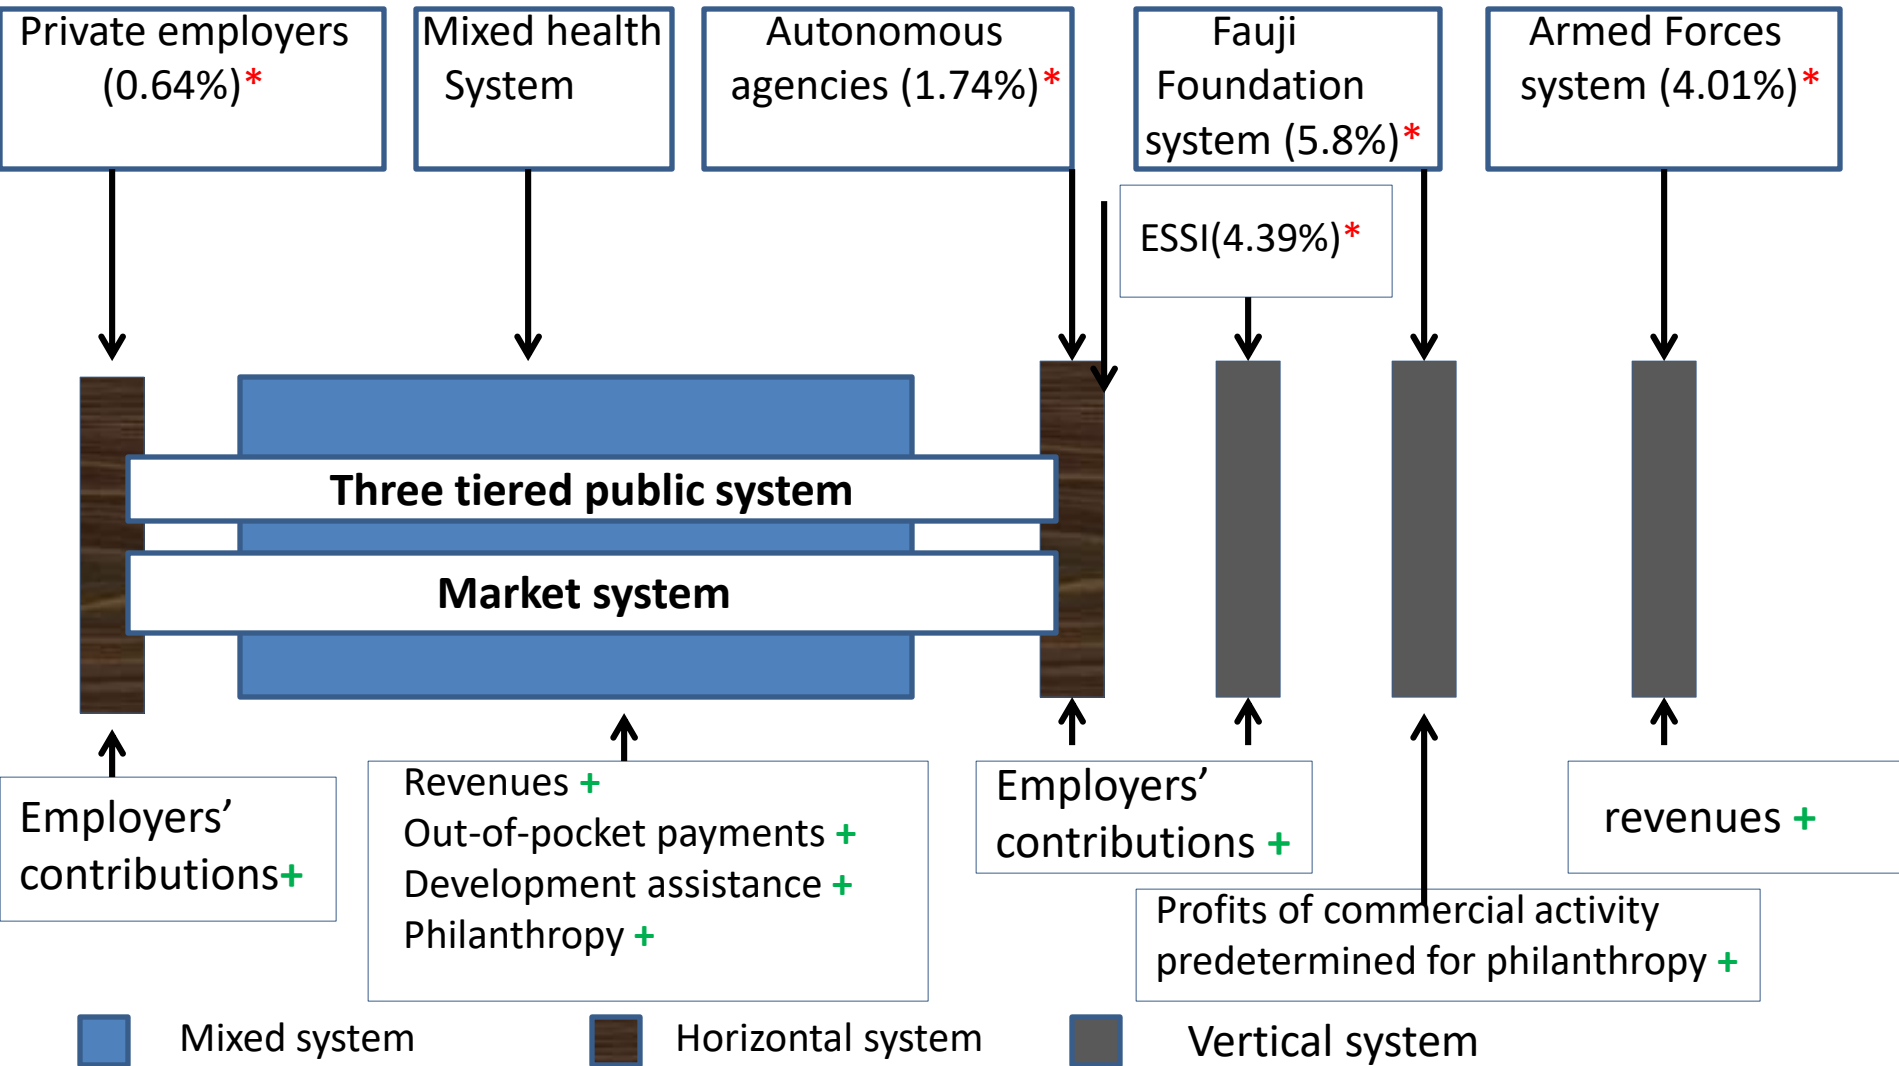 Private employers
(0.64%)*
Mixed health
System
Autonomous
agencies (1.74%)*
Fauji
Foundation
system (5.8%)*
Armed Forces
system (4.01%)*
ESSI(4.39%)*
Three tiered public system
Market system
Employers’
contributions+
Revenues +
Out-of-pocket payments +
Development assistance +
Philanthropy +
Employers’
contributions +
Profits of commercial activity
predetermined for philanthropy +
revenues +
Mixed system
Horizontal system
Vertical system